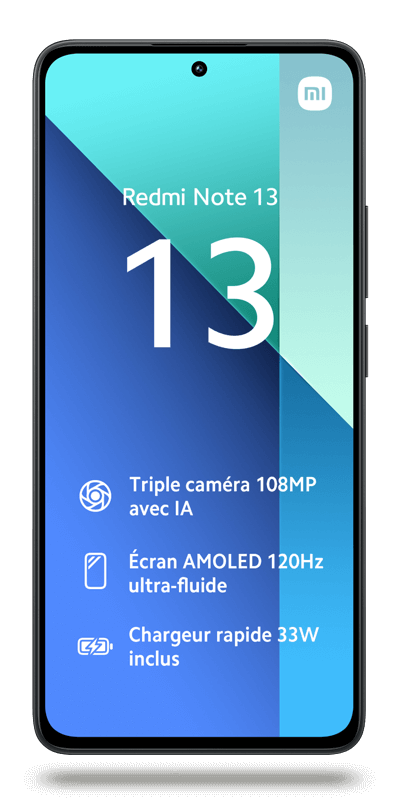 mi
Redmi Note 13
13
Triple caméra 108MP
avec IA
Écran AMOLED 120Hz
ultra-fluide
Chargeur rapide 33W
inclus